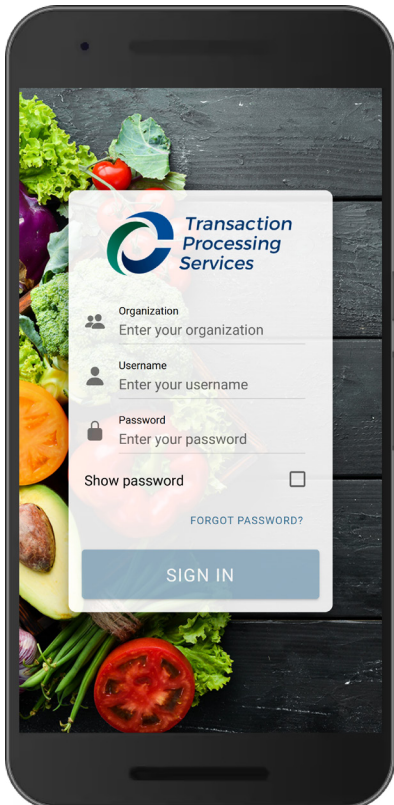 Transaction
Processing
Services
Organization
Enter your organization
Username
Enter your username
Password
Enter your password
Show password
FORGOT PASSWORD?
SIGN IN